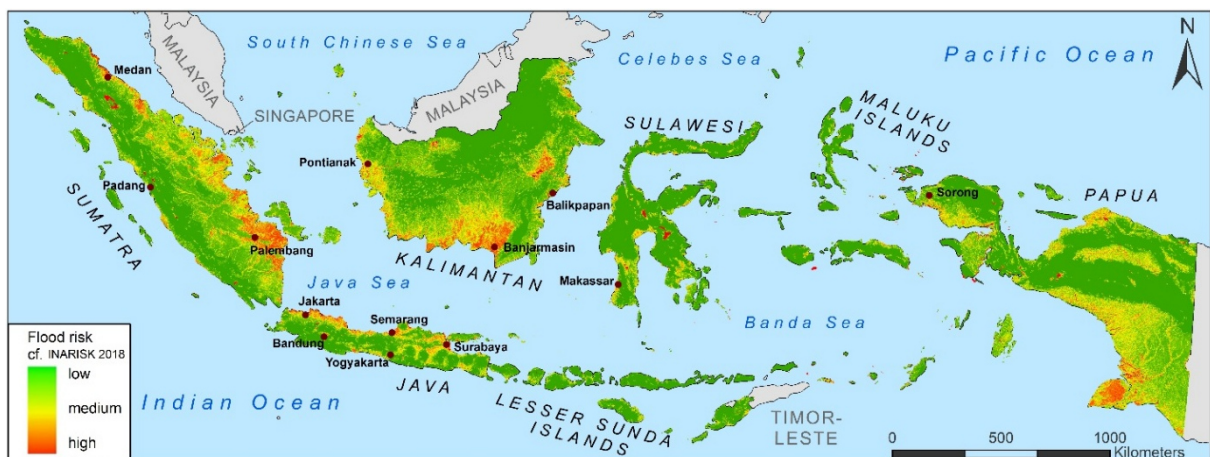 South Chinese Sea
Celebes Sea
Pacific Ocean
N
MALAYSIA
Medan
MALAYSIA
SINGAPORE
SULAWESI
MALUKU
ISLANDS
Pontianak
Padang
Balikpapan
Sorong
PAPUA
SUMATRA
Palembang
Banjarmasin
KALIMANTAN
Java Sea
Makassar
Jakarta
Semarang
Banda Sea
Bandung
Surabaya
Yogyakarta
JAVA
Flood risk
cf. INARISK 2018
low
medium
high
Indian Ocean
LESSER SUNDA
ISLANDS
TIMOR-
LESTE
0 500 1000
Kilometers